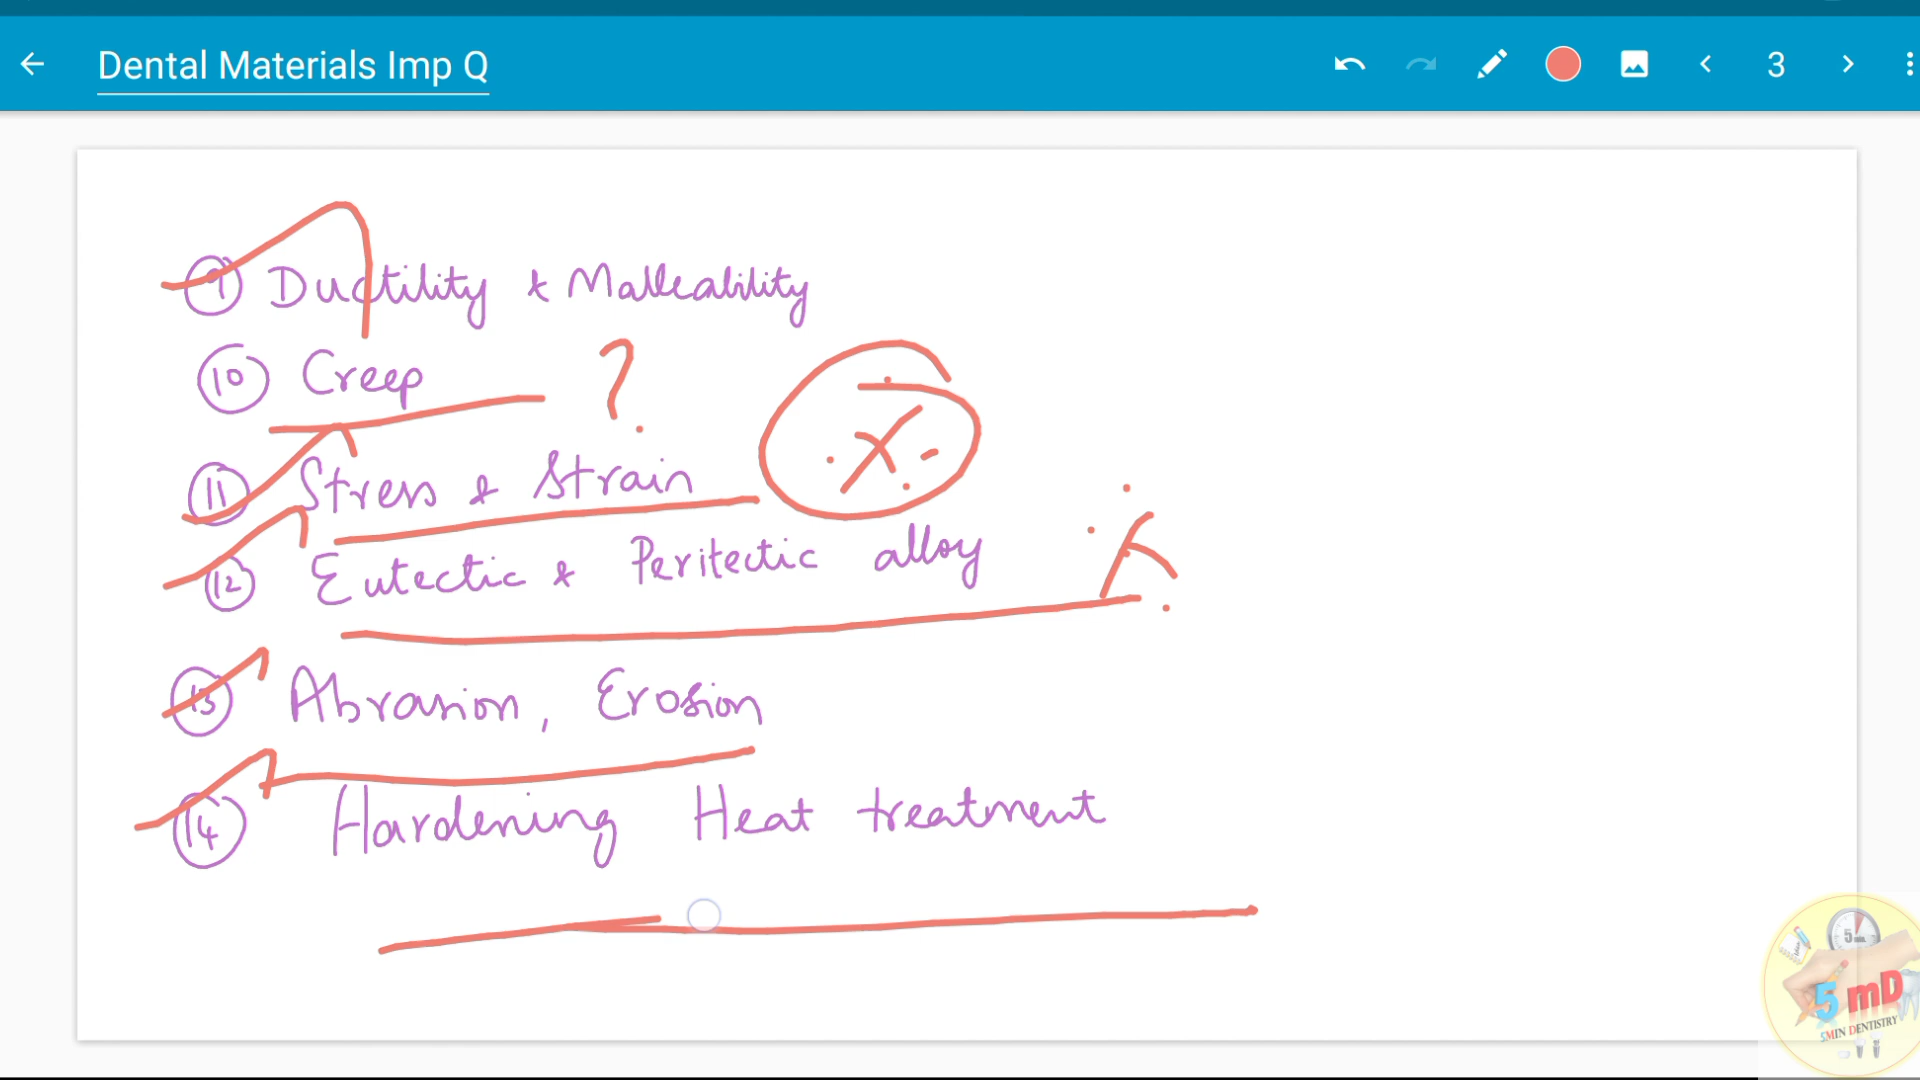 Dental Materials Imp Q
3
9 Ductility & Malleability
10 Creep ?
11 Stress & Strain
12 Eutectic & Peritectic alloy
13 Abrasion, Erosion
14 Hardening Heat treatment
5
5 mD
5MIN DENTISTRY